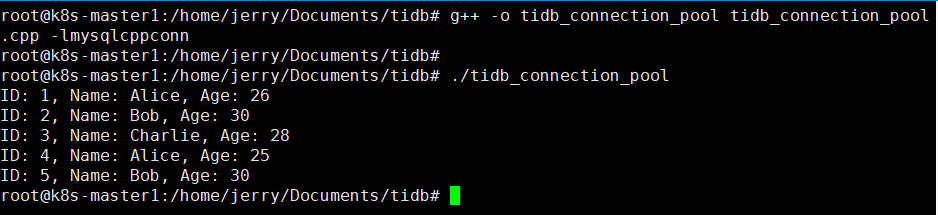 root@k8s-master1:/home/jerry/Documents/tidb# g++ -o tidb_connection_pool tidb_connection_pool
.cpp -lmysqlcppconn
root@k8s-master1:/home/jerry/Documents/tidb#
root@k8s-master1:/home/jerry/Documents/tidb# ./tidb_connection_pool
ID: 1, Name: Alice, Age: 26
ID: 2, Name: Bob, Age: 30
ID: 3, Name: Charlie, Age: 28
ID: 4, Name: Alice, Age: 25
ID: 5, Name: Bob, Age: 30
root@k8s-master1:/home/jerry/Documents/tidb#